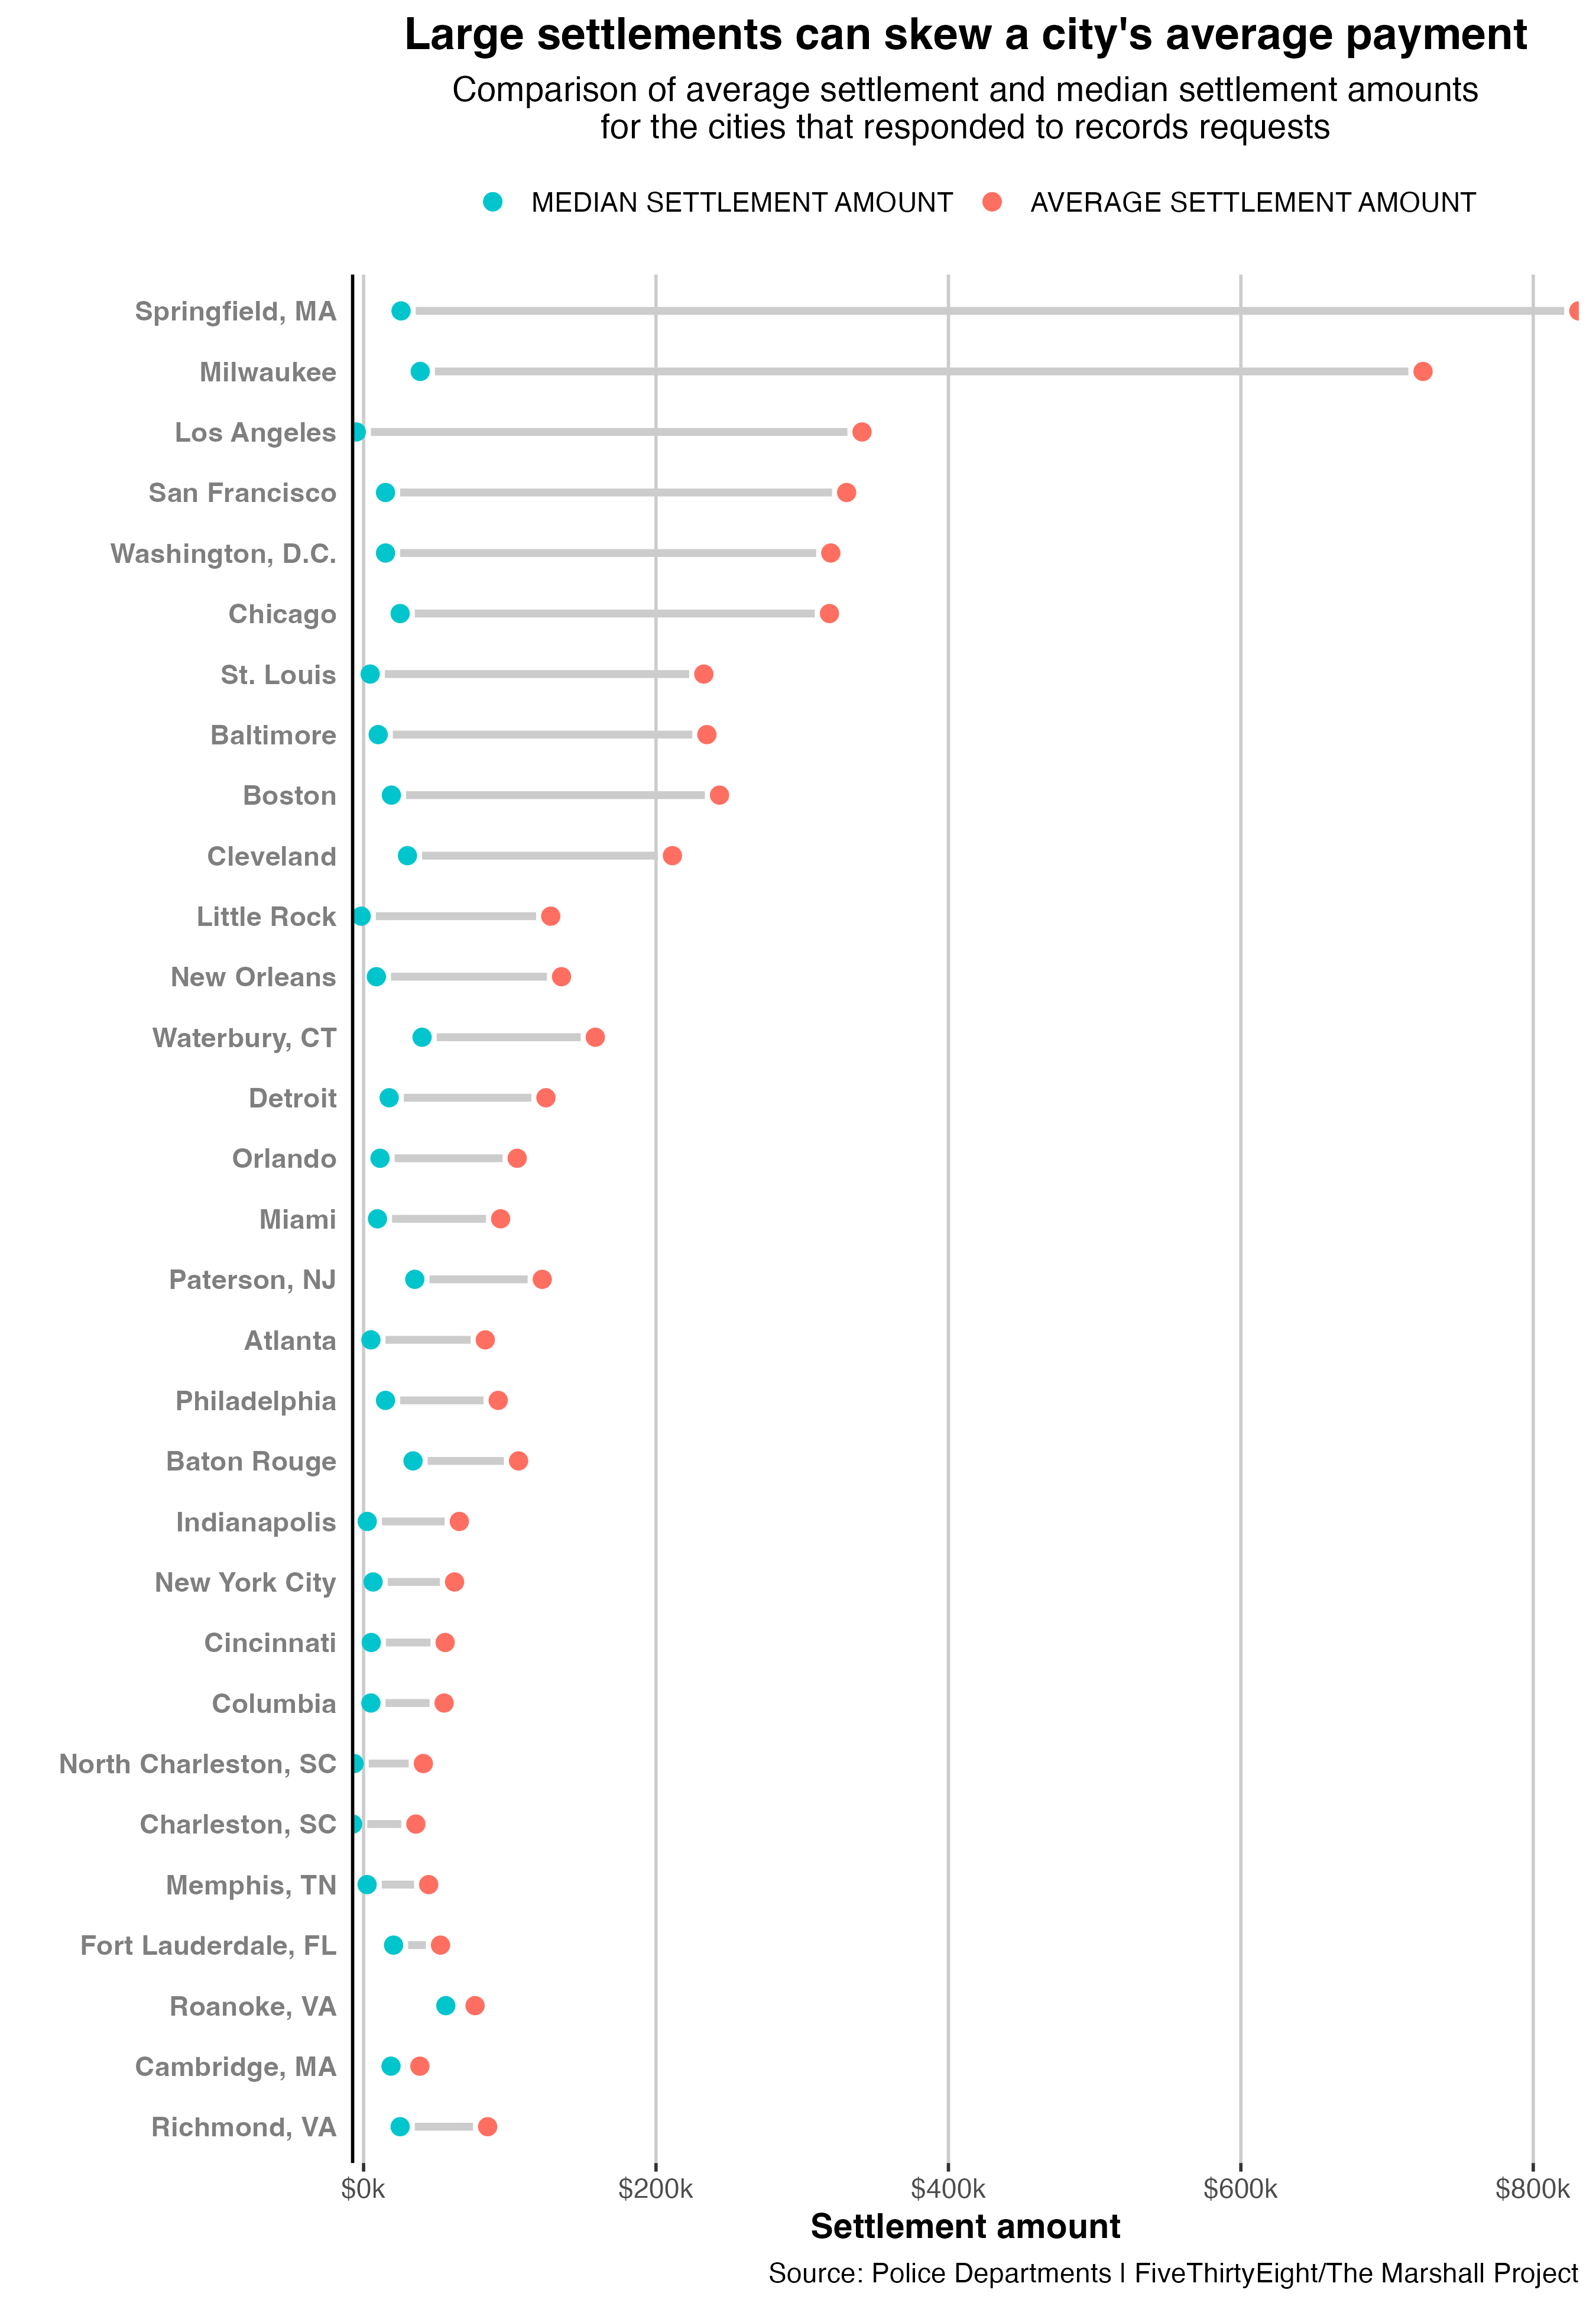 Large settlements can skew a city's average payment
Comparison of average settlement and median settlement amounts
for the cities that responded to records requests
MEDIAN SETTLEMENT AMOUNT AVERAGE SETTLEMENT AMOUNT
Springfield, MA
Milwaukee
Los Angeles
San Francisco
Washington, D.C.
Chicago
St. Louis
Baltimore
Boston
Cleveland
Little Rock
New Orleans
Waterbury, CT
Detroit
Orlando
Miami
Paterson, NJ
Atlanta
Philadelphia
Baton Rouge
Indianapolis
New York City
Cincinnati
Columbia
North Charleston, SC
Charleston, SC
Memphis, TN
Fort Lauderdale, FL
Roanoke, VA
Cambridge, MA
Richmond, VA
$0k $200k $400k $600k $800k
Settlement amount
Source: Police Departments | FiveThirtyEight/The Marshall Project